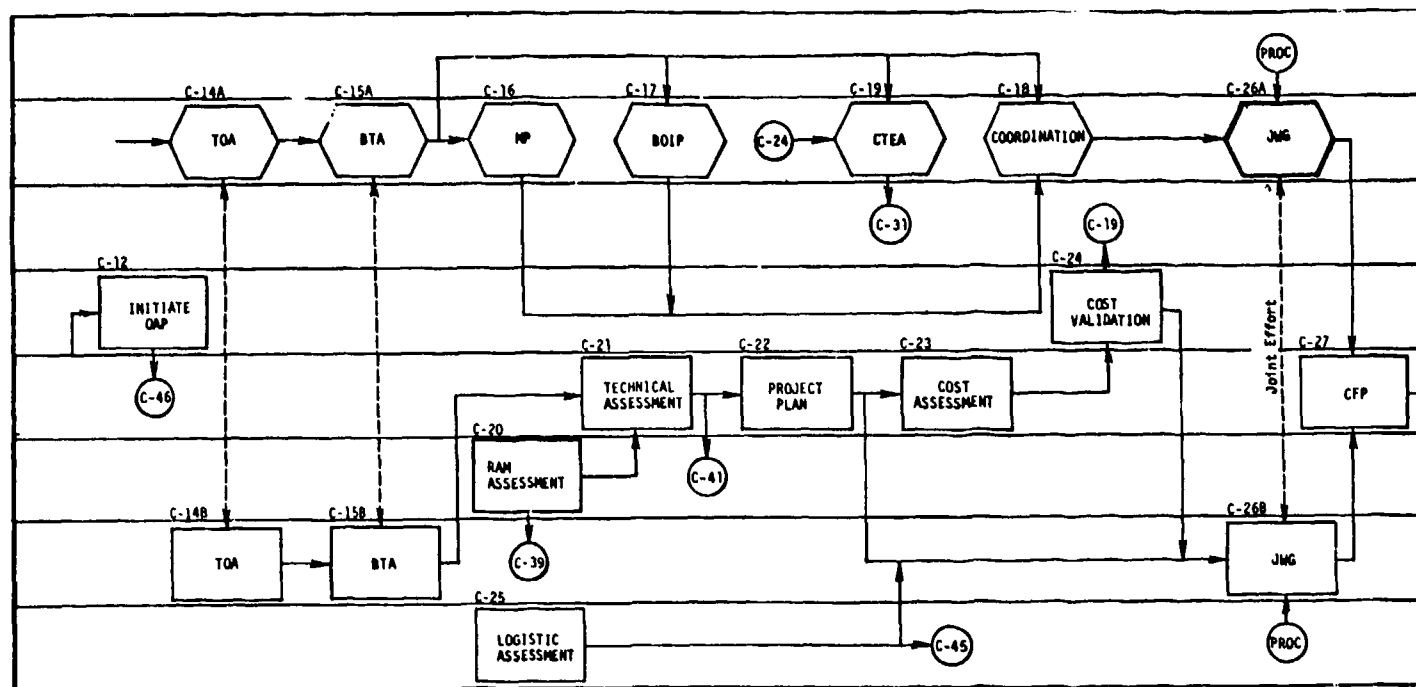 PROC
C-14A
C-15A
C-16
C-17
C-19
C-18
C-26A
TOA
BTA
MP
BOIP
C-24
CTEA
COORDINATION
JWG
C-31
C-19
C-12
C-24
INITIATE
OAP
COST
VALIDATION
Joint Effort
C-21
C-22
C-23
C-27
C-46
TECHNICAL
ASSESSMENT
PROJECT
PLAN
COST
ASSESSMENT
CFP
C-20
RAM
ASSESSMENT
C-41
C-14B
C-15B
C-26B
TOA
BTA
C-39
JWG
C-25
LOGISTIC
ASSESSMENT
C-45
PROC